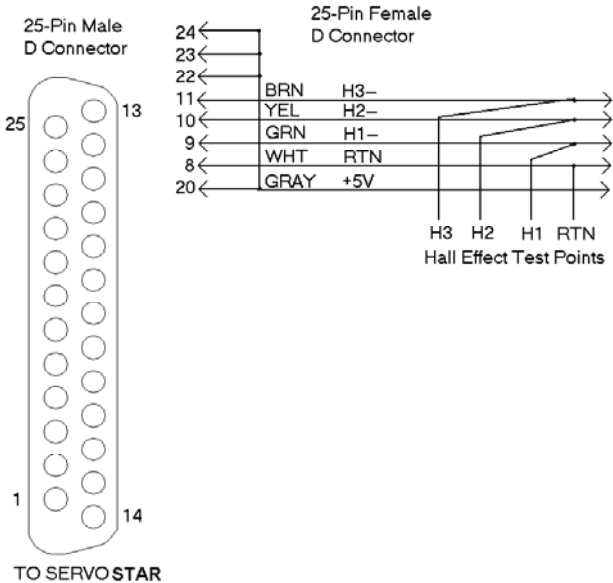 25-Pin Male
D Connector
25-Pin Female
D Connector
13
25
1
14
TO SERVOSTAR
24
23
22
11 BRN H3–
10 YEL H2–
9 GRN H1–
8 WHT RTN
20 GRAY +5V
H3 H2 H1 RTN
Hall Effect Test Points